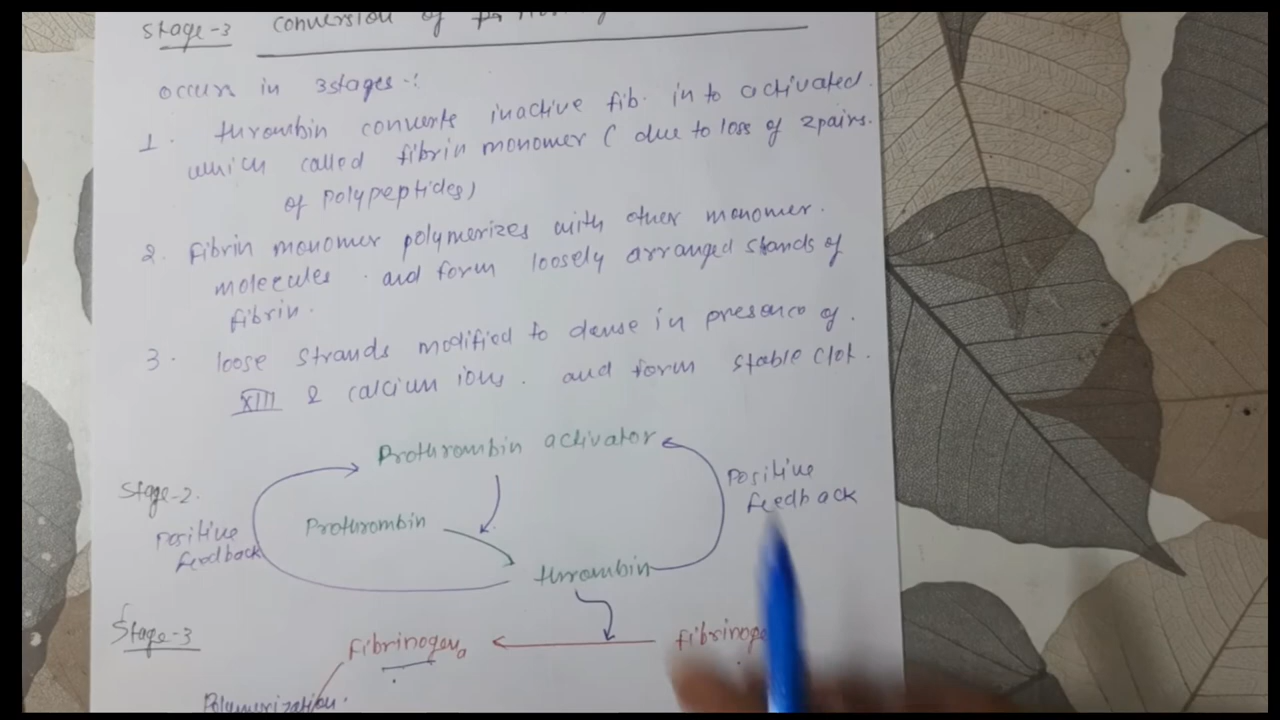 Stage-3 conversion of
occurs in 3stages -:
1. thrombin converts inactive fib. in to activated.
which called fibrin monomer ( due to loss of 2pairs.
of polypeptides)
2. Fibrin monomer polymerizes with other monomer.
molecules . and form loosely arranged stands of
fibrin.
3. loose strands modified to dense in presence of.
XIII & calcium ions . and form stable clot.
Prothrombin activator
Stage-2.
Positive
feedback
Positive
feedback
Prothrombin
thrombin
Stage-3
Fibrinogen
Polymerization.